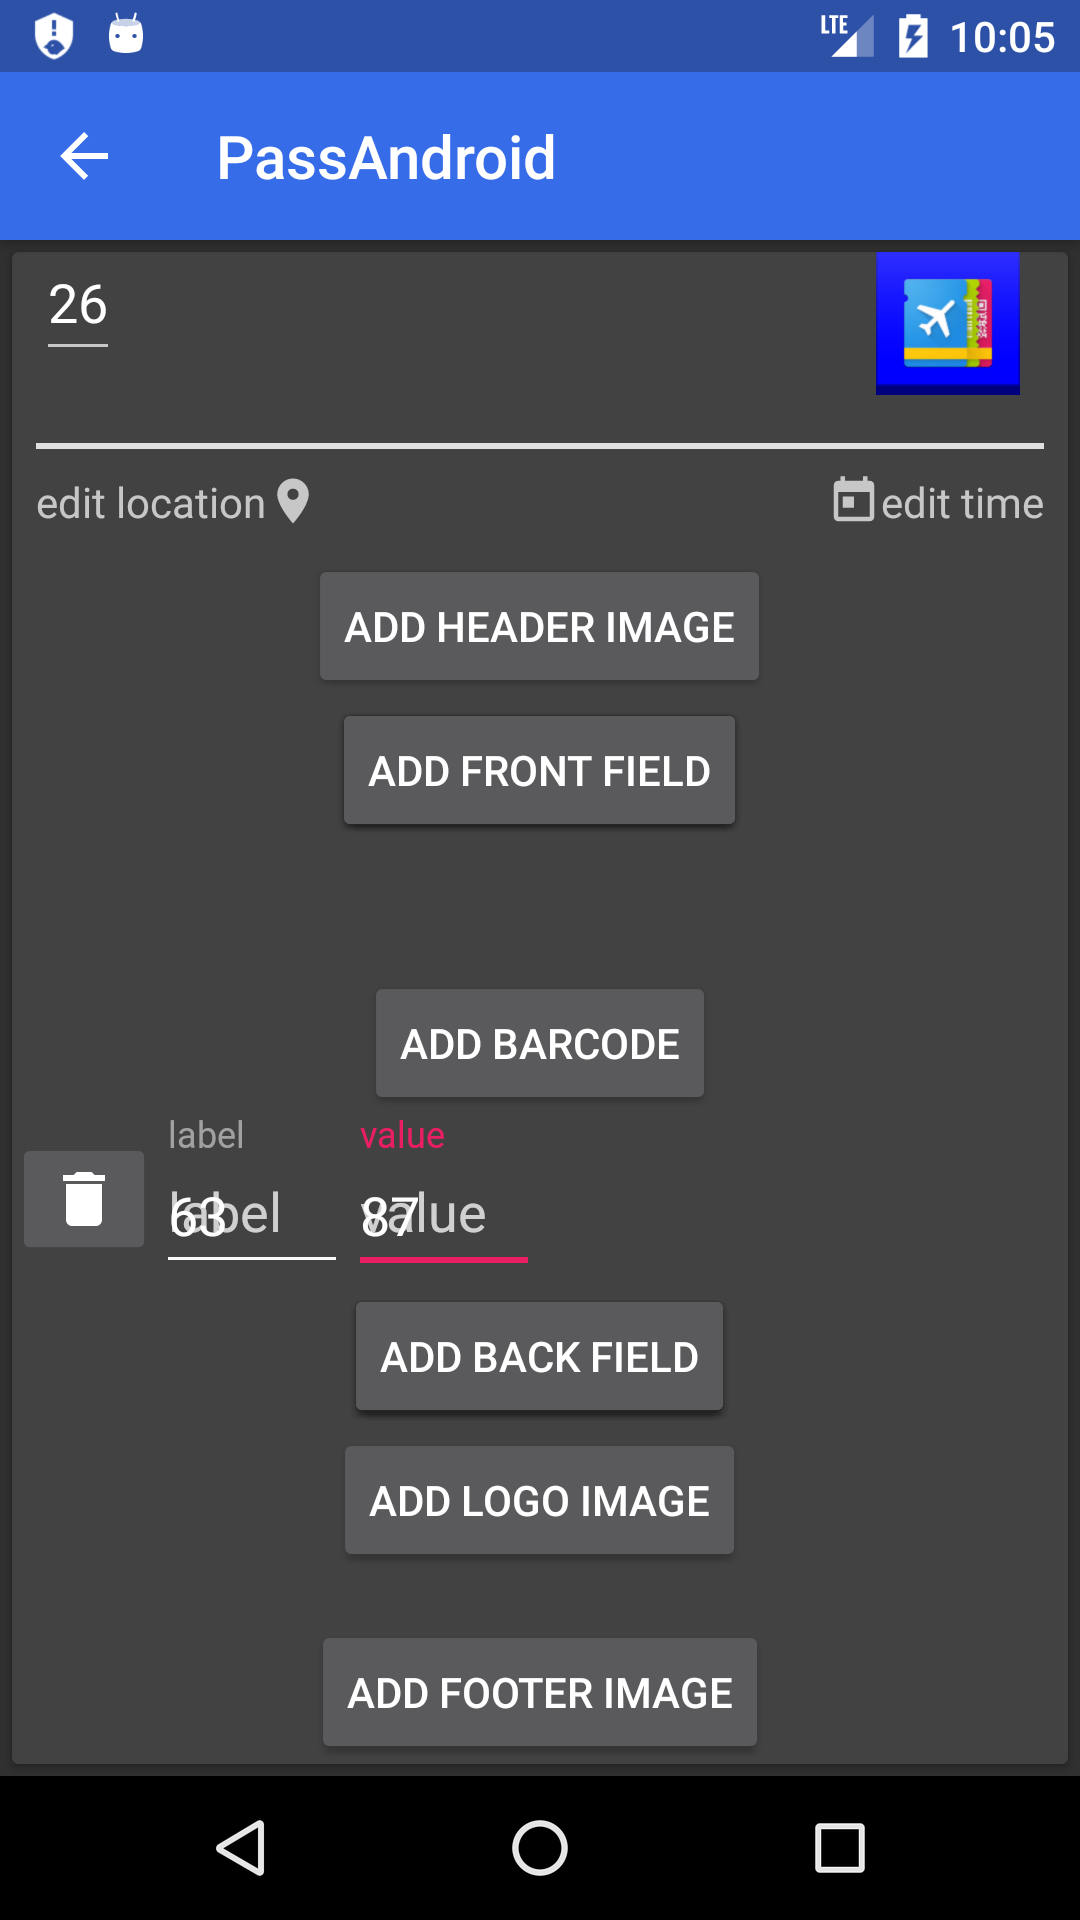 LTE 10:05
PassAndroid
26
edit location edit time
ADD HEADER IMAGE
ADD FRONT FIELD
ADD BARCODE
label value
label 63 value 87
ADD BACK FIELD
ADD LOGO IMAGE
ADD FOOTER IMAGE